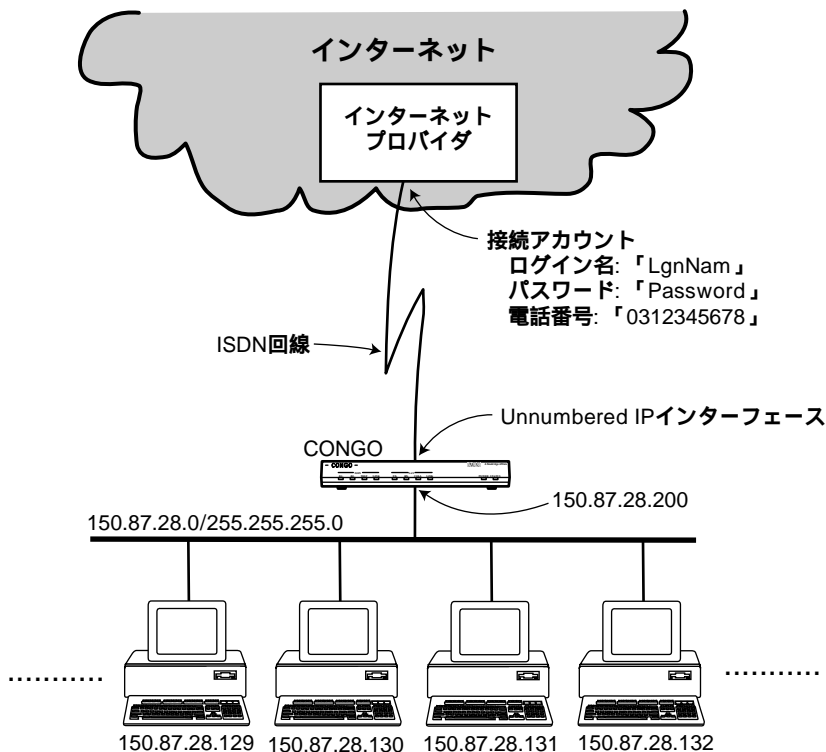 インターネット
インターネット
プロバイダ
接続アカウント
ログイン名: 「LgnNam」
パスワード: 「Password」
電話番号: 「0312345678」
ISDN回線
Unnumbered IPインターフェース
CONGO
- CONGO -
150.87.28.200
150.87.28.0/255.255.255.0
...........
...........
150.87.28.129
150.87.28.130
150.87.28.131
150.87.28.132